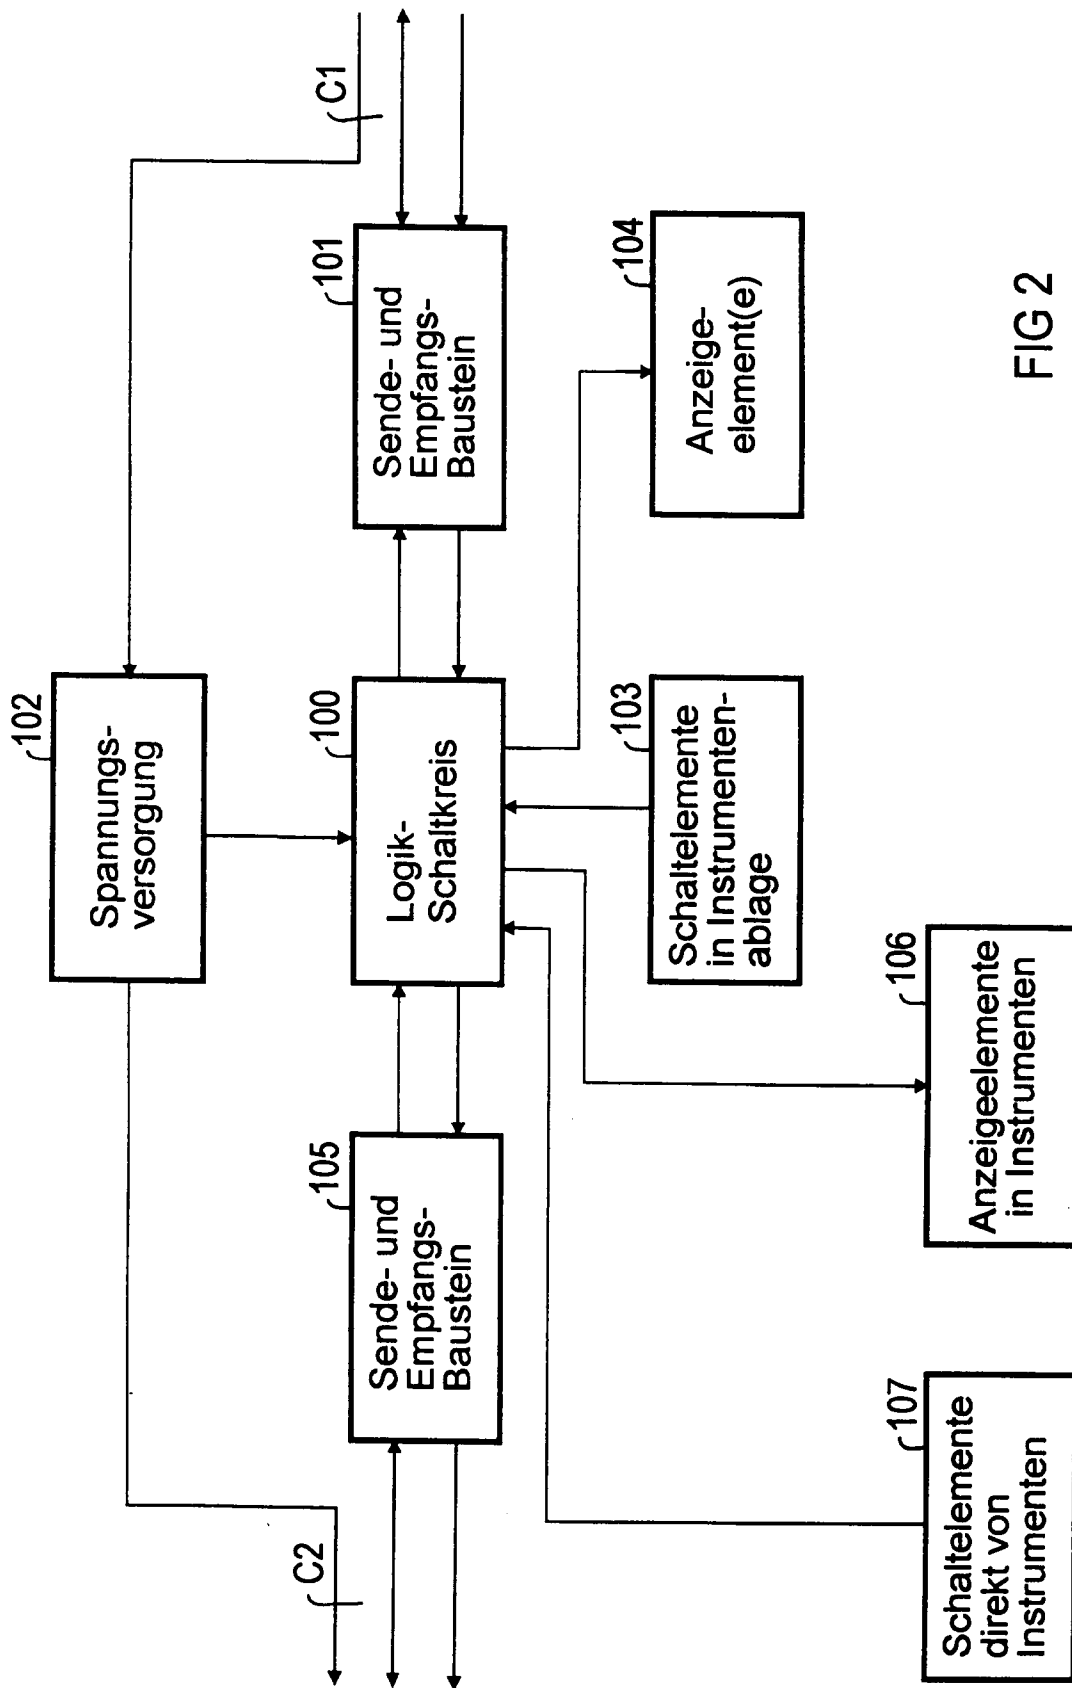 C2
C1
102
Spannungs-
versorgung
105
Sende- und
Empfangs-
Baustein
100
Logik-
Schaltkreis
101
Sende- und
Empfangs-
Baustein
103
Schaltelemente
in Instrumenten-
ablage
104
Anzeige-
element(e)
107
Schaltelemente
direkt von
Instrumenten
106
Anzeigeelemente
in Instrumenten
FIG 2